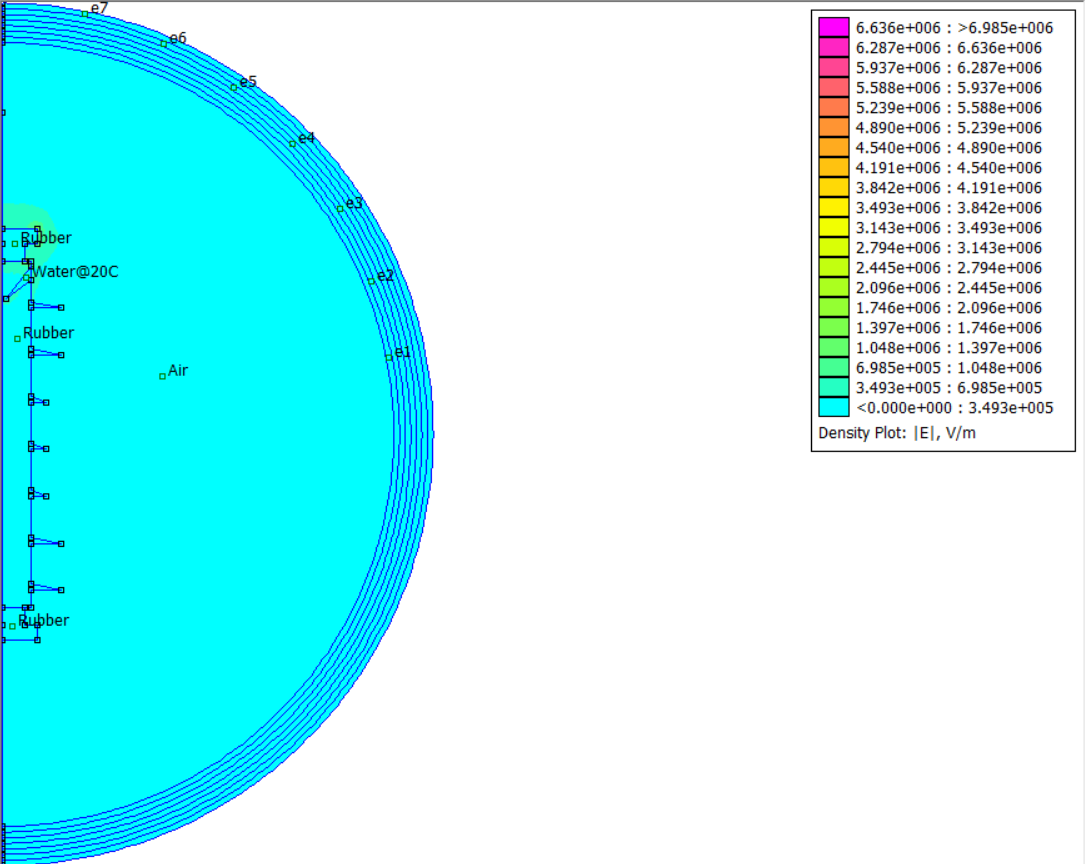 e7
e6
e5
e4
e3
Rubber
Water@20C
e2
Rubber
e1
Air
Rubber
6.636e+006 : >6.985e+006
6.287e+006 : 6.636e+006
5.937e+006 : 6.287e+006
5.588e+006 : 5.937e+006
5.239e+006 : 5.588e+006
4.890e+006 : 5.239e+006
4.540e+006 : 4.890e+006
4.191e+006 : 4.540e+006
3.842e+006 : 4.191e+006
3.493e+006 : 3.842e+006
3.143e+006 : 3.493e+006
2.794e+006 : 3.143e+006
2.445e+006 : 2.794e+006
2.096e+006 : 2.445e+006
1.746e+006 : 2.096e+006
1.397e+006 : 1.746e+006
1.048e+006 : 1.397e+006
6.985e+005 : 1.048e+006
3.493e+005 : 6.985e+005
<0.000e+000 : 3.493e+005
Density Plot: |E|, V/m